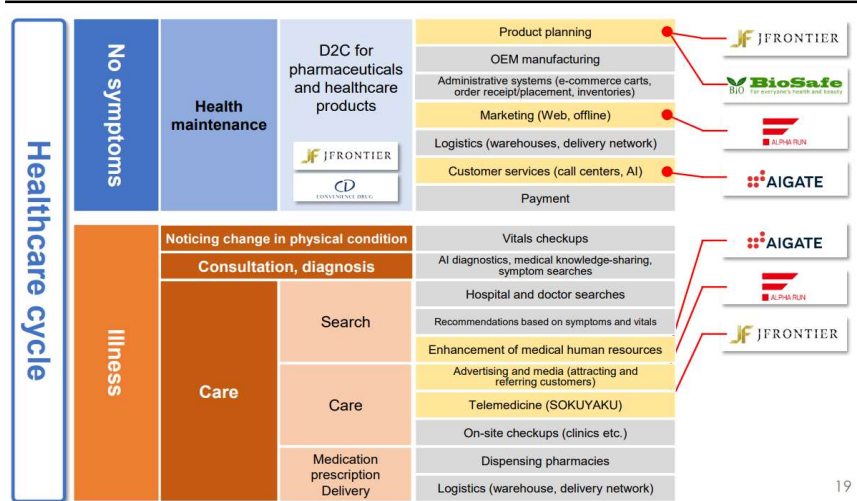 Healthcare cycle
No symptoms
Health
maintenance
D2C for
pharmaceuticals
and healthcare
products
JF JFRONTIER
CONVENIENCE DRUG
Product planning
OEM manufacturing
Administrative systems (e-commerce carts,
order receipt/placement, inventories)
Marketing (Web, offline)
Logistics (warehouses, delivery network)
Customer services (call centers, AI)
Payment
JF JFRONTIER
BiO BioSafe
For everyone's health and beauty
ALPHA RUN
AIGATE
Illness
Noticing change in physical condition
Vitals checkups
Consultation, diagnosis
AI diagnostics, medical knowledge-sharing,
symptom searches
Care
Search
Hospital and doctor searches
Recommendations based on symptoms and vitals
Enhancement of medical human resources
Care
Advertising and media (attracting and
referring customers)
Telemedicine (SOKUYAKU)
On-site checkups (clinics etc.)
Medication
prescription
Delivery
Dispensing pharmacies
Logistics (warehouse, delivery network)
AIGATE
ALPHA RUN
JF JFRONTIER
19